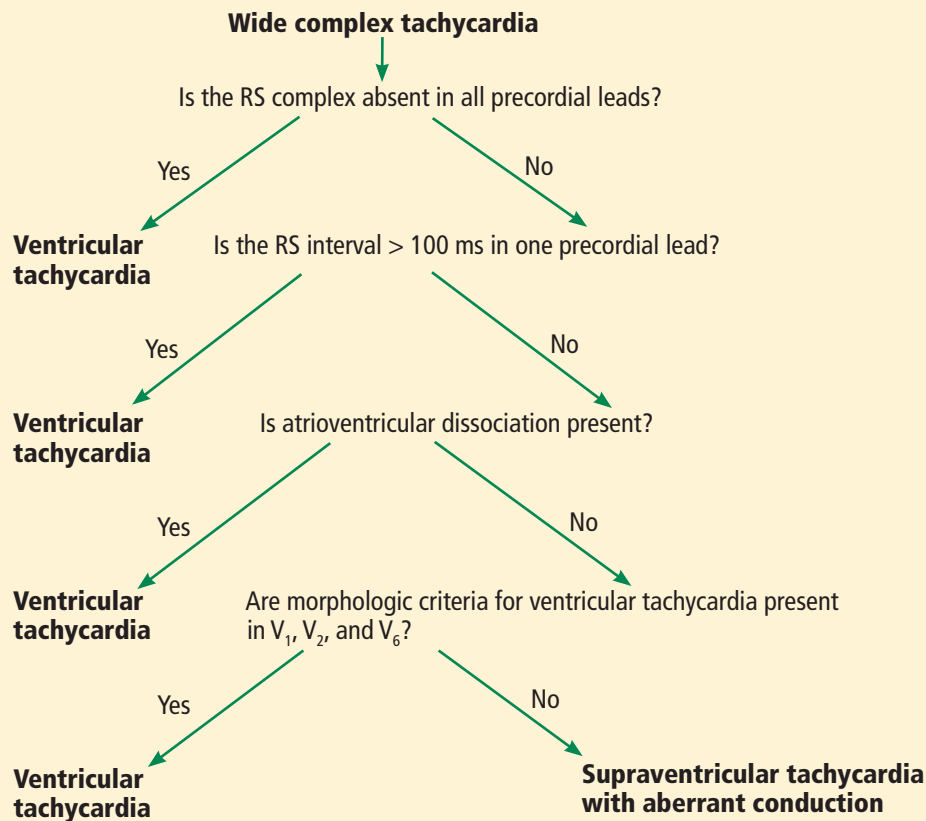 Wide complex tachycardia
Is the RS complex absent in all precordial leads?
Yes
No
Ventricular
tachycardia
Is the RS interval > 100 ms in one precordial lead?
Yes
No
Ventricular
tachycardia
Is atrioventricular dissociation present?
Yes
No
Ventricular
tachycardia
Are morphologic criteria for ventricular tachycardia present
in V₁, V₂, and V₆?
Yes
No
Ventricular
tachycardia
Supraventricular tachycardia
with aberrant conduction